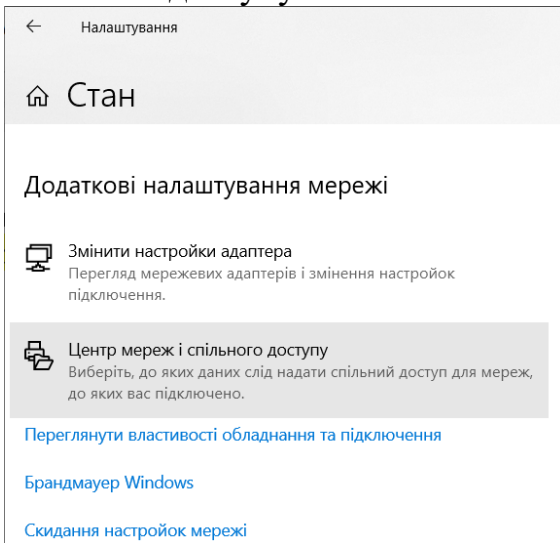 Налаштування
Стан
Додаткові налаштування мережі
Змінити настройки адаптера
Перегляд мережевих адаптерів і змінення настройок
підключення.
Центр мереж і спільного доступу
Виберіть, до яких даних слід надати спільний доступ для мереж,
до яких вас підключено.
Переглянути властивості обладнання та підключення
Брандмауер Windows
Скидання настройок мережі